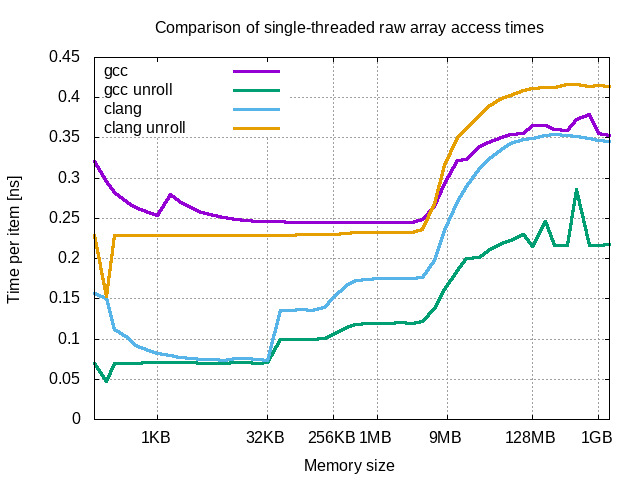 Comparison of single-threaded raw array access times
gcc
gcc unroll
clang
clang unroll
Time per item [ns]
0.45
0.4
0.35
0.3
0.25
0.2
0.15
0.1
0.05
0
1KB 32KB 256KB 1MB 9MB 128MB 1GB
Memory size